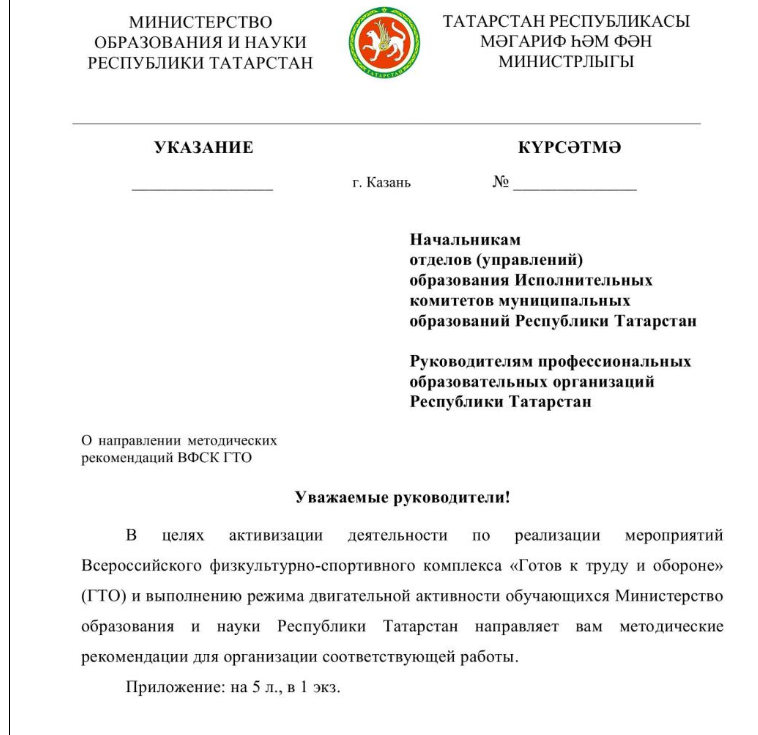 МИНИСТЕРСТВО
ОБРАЗОВАНИЯ И НАУКИ
РЕСПУБЛИКИ ТАТАРСТАН
ТАТАРСТАН
ТАТАРСТАН РЕСПУБЛИКАСЫ
МӘГАРИФ ҺӘМ ФӘН
МИНИСТРЛЫГЫ
УКАЗАНИЕ
КҮРСӘТМӘ
г. Казань
№
Начальникам
отделов (управлений)
образования Исполнительных
комитетов муниципальных
образований Республики Татарстан
Руководителям профессиональных
образовательных организаций
Республики Татарстан
О направлении методических
рекомендаций ВФСК ГТО
Уважаемые руководители!
В целях активизации деятельности по реализации мероприятий
Всероссийского физкультурно-спортивного комплекса «Готов к труду и обороне»
(ГТО) и выполнению режима двигательной активности обучающихся Министерство
образования и науки Республики Татарстан направляет вам методические
рекомендации для организации соответствующей работы.
Приложение: на 5 л., в 1 экз.